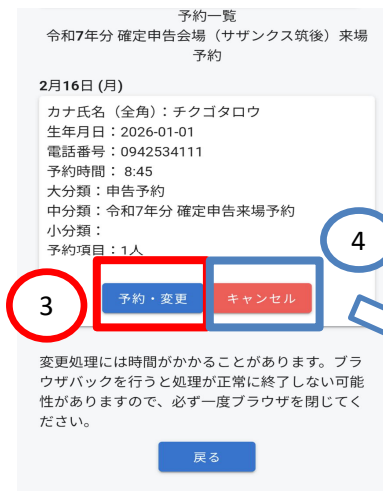 予約一覧
令和7年分 確定申告会場（サザンクス筑後）来場
予約
2月16日 (月)
カナ氏名（全角）：チクゴタロウ
生年月日：2026-01-01
電話番号：0942534111
予約時間： 8:45
大分類：申告予約
中分類：令和7年分 確定申告来場予約
小分類：
予約項目：1人
4
3
予約・変更
キャンセル
変更処理には時間がかかることがあります。ブラ
ウザバックを行うと処理が正常に終了しない可能
性がありますので、必ず一度ブラウザを閉じてく
ださい。
戻る